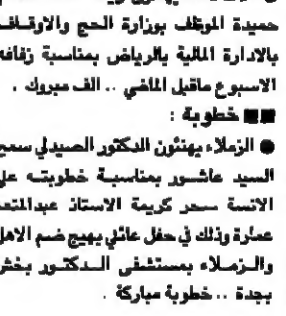 حميدة الموظف بوزارة الحج والاوقاف
بالادارة المالية بالرياض بمناسبة زفافه
الاسبوع ماقبل الماضي .. الف مبروك .
خطوبة :
● الزملاء يهنئون الدكتور الصيدلي سمح
السيد عاشور بمناسبة خطوبته على
الانسة سحر كريمة الاستاذ عبدالمنعم
عمارة وذلك في حفل عائلي بهيج ضم الاهل
والزملاء بمستشفى الدكتور بخش
بجدة .. خطوبة مباركة .